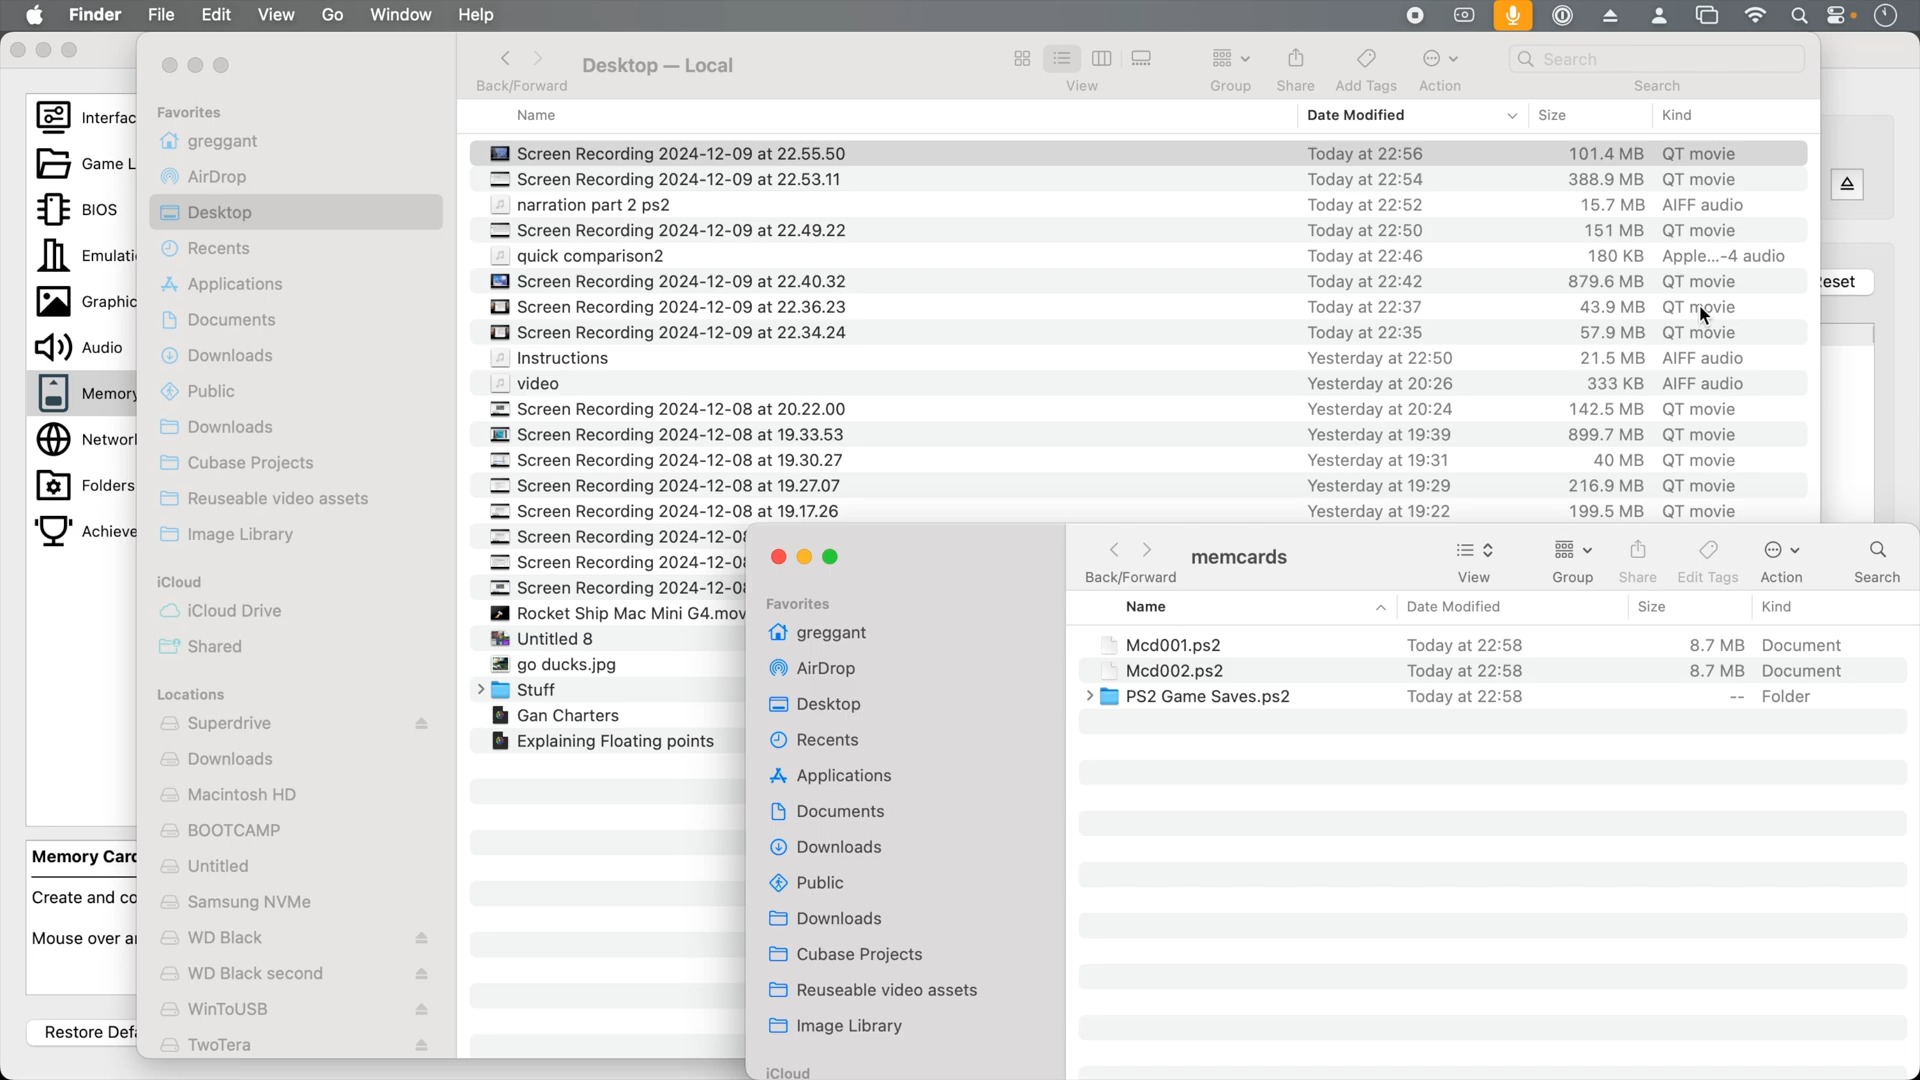 Finder File Edit View Go Window Help
Desktop — Local
Back/Forward View Group Share Add Tags Action Search
Search
Name Date Modified Size Kind
Screen Recording 2024-12-09 at 22.55.50 Today at 22:56 101.4 MB QT movie
Screen Recording 2024-12-09 at 22.53.11 Today at 22:54 388.9 MB QT movie
narration part 2 ps2 Today at 22:52 15.7 MB AIFF audio
Screen Recording 2024-12-09 at 22.49.22 Today at 22:50 151 MB QT movie
quick comparison2 Today at 22:46 180 KB Apple...-4 audio
Screen Recording 2024-12-09 at 22.40.32 Today at 22:42 879.6 MB QT movie
Screen Recording 2024-12-09 at 22.36.23 Today at 22:37 43.9 MB QT movie
Screen Recording 2024-12-09 at 22.34.24 Today at 22:35 57.9 MB QT movie
Instructions Yesterday at 22:50 21.5 MB AIFF audio
video Yesterday at 20:26 333 KB AIFF audio
Screen Recording 2024-12-08 at 20.22.00 Yesterday at 20:24 142.5 MB QT movie
Screen Recording 2024-12-08 at 19.33.53 Yesterday at 19:39 899.7 MB QT movie
Screen Recording 2024-12-08 at 19.30.27 Yesterday at 19:31 40 MB QT movie
Screen Recording 2024-12-08 at 19.27.07 Yesterday at 19:29 216.9 MB QT movie
Screen Recording 2024-12-08 at 19.17.26 Yesterday at 19:22 199.5 MB QT movie
Screen Recording 2024-12-08
Screen Recording 2024-12-08
Screen Recording 2024-12-08
Rocket Ship Mac Mini G4.mov
Untitled 8
go ducks.jpg
Stuff
Gan Charters
Explaining Floating points
Favorites
greggant
AirDrop
Desktop
Recents
Applications
Documents
Downloads
Public
Downloads
Cubase Projects
Reuseable video assets
Image Library
iCloud
iCloud Drive
Shared
Locations
Superdrive
Downloads
Macintosh HD
BOOTCAMP
Untitled
Samsung NVMe
WD Black
WD Black second
WinToUSB
TwoTera
Interfac
Game L
BIOS
Emulati
Graphic
Audio
Memory
Networ
Folders
Achieve
Memory Card
Create and co
Mouse over a
Restore Defa
eset
memcards
Back/Forward View Group Share Edit Tags Action Search
Name Date Modified Size Kind
Mcd001.ps2 Today at 22:58 8.7 MB Document
Mcd002.ps2 Today at 22:58 8.7 MB Document
PS2 Game Saves.ps2 Today at 22:58 -- Folder
Favorites
greggant
AirDrop
Desktop
Recents
Applications
Documents
Downloads
Public
Downloads
Cubase Projects
Reuseable video assets
Image Library
iCloud